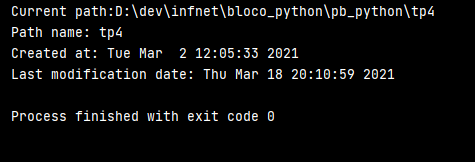 Current path:D:\dev\infnet\bloco_python\pb_python\tp4
Path name: tp4
Created at: Tue Mar  2 12:05:33 2021
Last modification date: Thu Mar 18 20:10:59 2021
Process finished with exit code 0